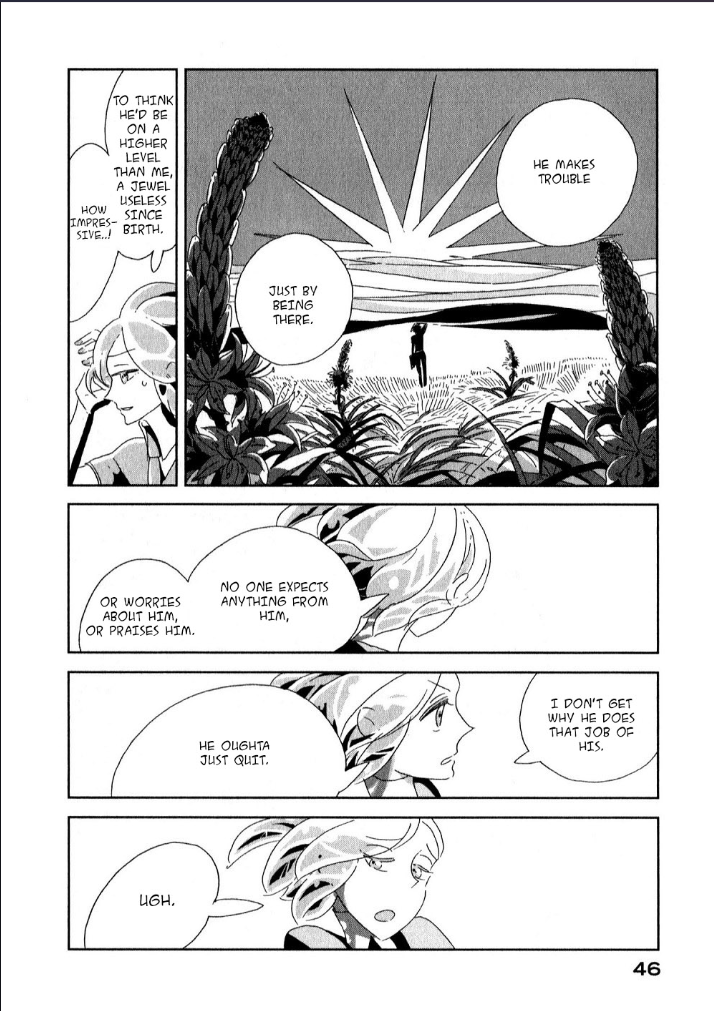 HE MAKES
TROUBLE
JUST BY
BEING
THERE.
TO THINK
HE'D BE
ON A
HIGHER
LEVEL
THAN ME,
A JEWEL
USELESS
SINCE
BIRTH.
HOW
IMPRES-
SIVE..!
NO ONE EXPECTS
ANYTHING FROM
HIM,
OR WORRIES
ABOUT HIM,
OR PRAISES HIM.
I DON'T GET
WHY HE DOES
THAT JOB OF
HIS.
HE OUGHTA
JUST QUIT.
UGH.
46